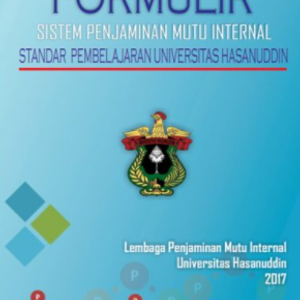 FORMULIR
SISTEM PENJAMINAN MUTU INTERNAL
STANDAR PEMBELAJARAN UNIVERSITAS HASANUDDIN
Lembaga Penjaminan Mutu Internal
Universitas Hasanuddin
2017
P
P
P
P